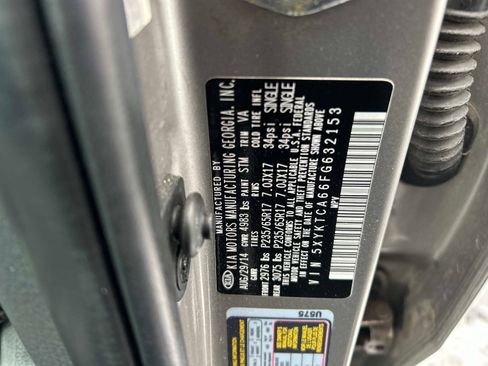 MANUFACTURED BY
KIA KIA MOTORS MANUFACTURING GEORGIA, INC.
AUG/29/14 GVWR 4983 lbs STM TRIM VA
GAWR TIRES RIMS COLD TIRE INFL
FRONT 2976 lbs P235/65R17 7.0JX17 34psi SINGLE
REAR 3075 lbs P235/65R17 7.0JX17 34psi SINGLE
THIS VEHICLE CONFORMS TO ALL APPLICABLE U.S.A. FEDERAL
MOTOR VEHICLE SAFETY AND THEFT PREVENTION STANDARDS
IN EFFECT ON THE DATE OF MANUFACTURE SHOWN ABOVE
VIN 5XYKTCA66FG632153
MPV
U575